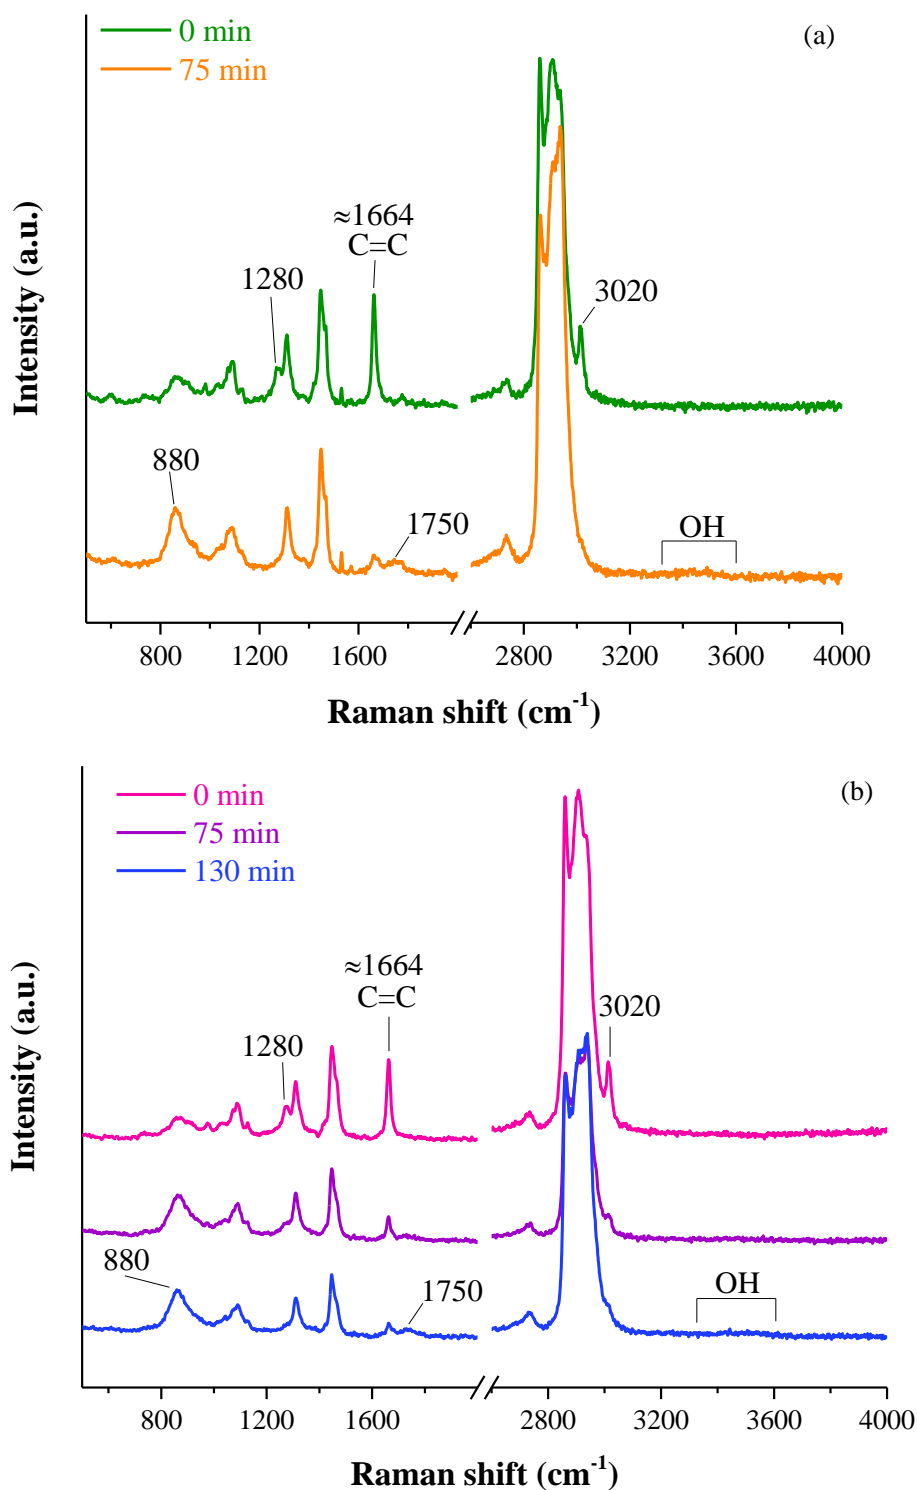 0 min
(a)
75 min
≈1664
C=C
1280
3020
880
1750
OH
Intensity (a.u.)
800 1200 1600 2800 3200 3600 4000
Raman shift (cm⁻¹)
0 min
(b)
75 min
130 min
≈1664
C=C
3020
1280
880
1750
OH
Intensity (a.u.)
800 1200 1600 2800 3200 3600 4000
Raman shift (cm⁻¹)